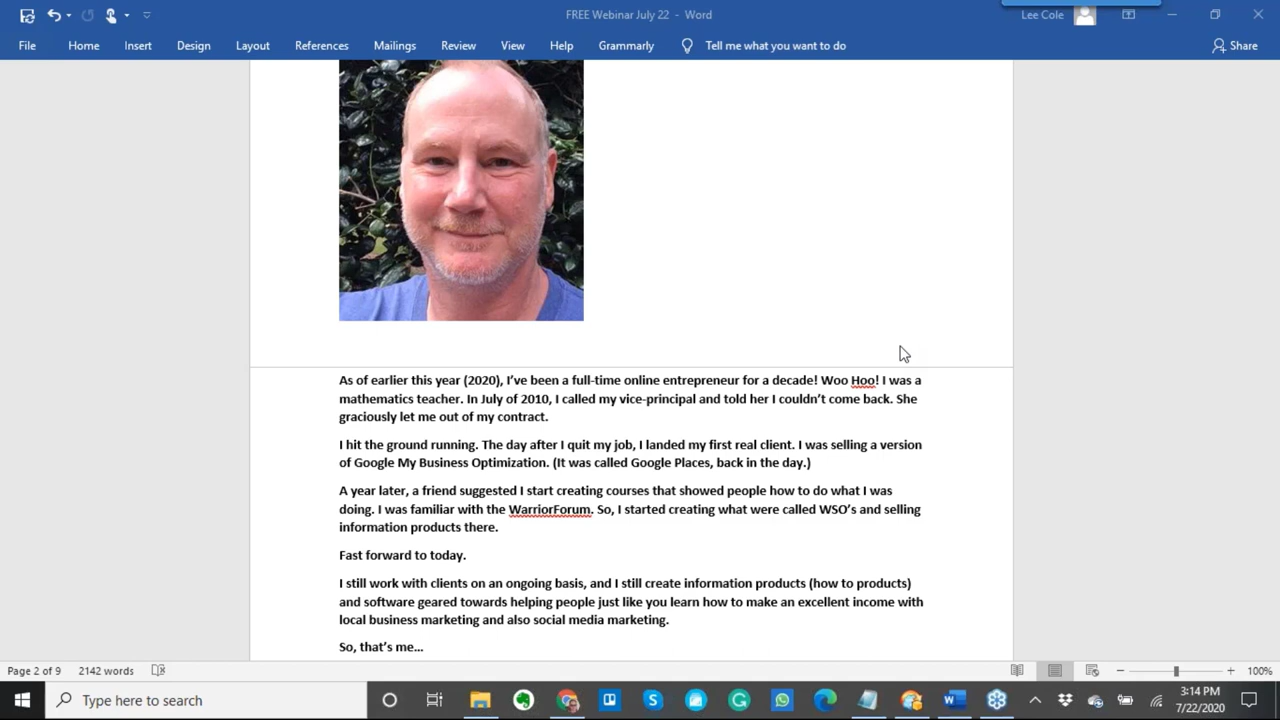 FREE Webinar July 22 - Word
Lee Cole
File Home Insert Design Layout References Mailings Review View Help Grammarly Tell me what you want to do Share
As of earlier this year (2020), I've been a full-time online entrepreneur for a decade! Woo Hoo! I was a
mathematics teacher. In July of 2010, I called my vice-principal and told her I couldn't come back. She
graciously let me out of my contract.
I hit the ground running. The day after I quit my job, I landed my first real client. I was selling a version
of Google My Business Optimization. (It was called Google Places, back in the day.)
A year later, a friend suggested I start creating courses that showed people how to do what I was
doing. I was familiar with the WarriorForum. So, I started creating what were called WSO's and selling
information products there.
Fast forward to today.
I still work with clients on an ongoing basis, and I still create information products (how to products)
and software geared towards helping people just like you learn how to make an excellent income with
local business marketing and also social media marketing.
So, that's me...
Page 2 of 9 2142 words 100%
Type here to search
3:14 PM
7/22/2020